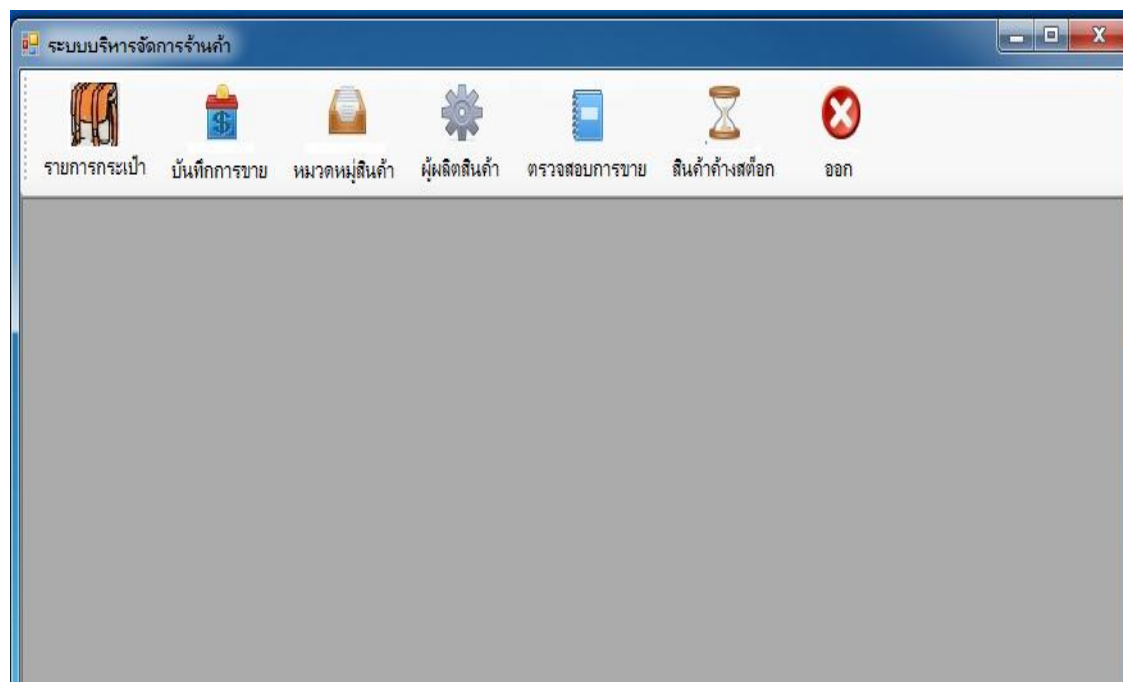 ระบบบริหารจัดการร้านค้า
รายการกระเป๋า บันทึกการขาย หมวดหมู่สินค้า ผู้ผลิตสินค้า ตรวจสอบการขาย สินค้าค้างสต็อก ออก